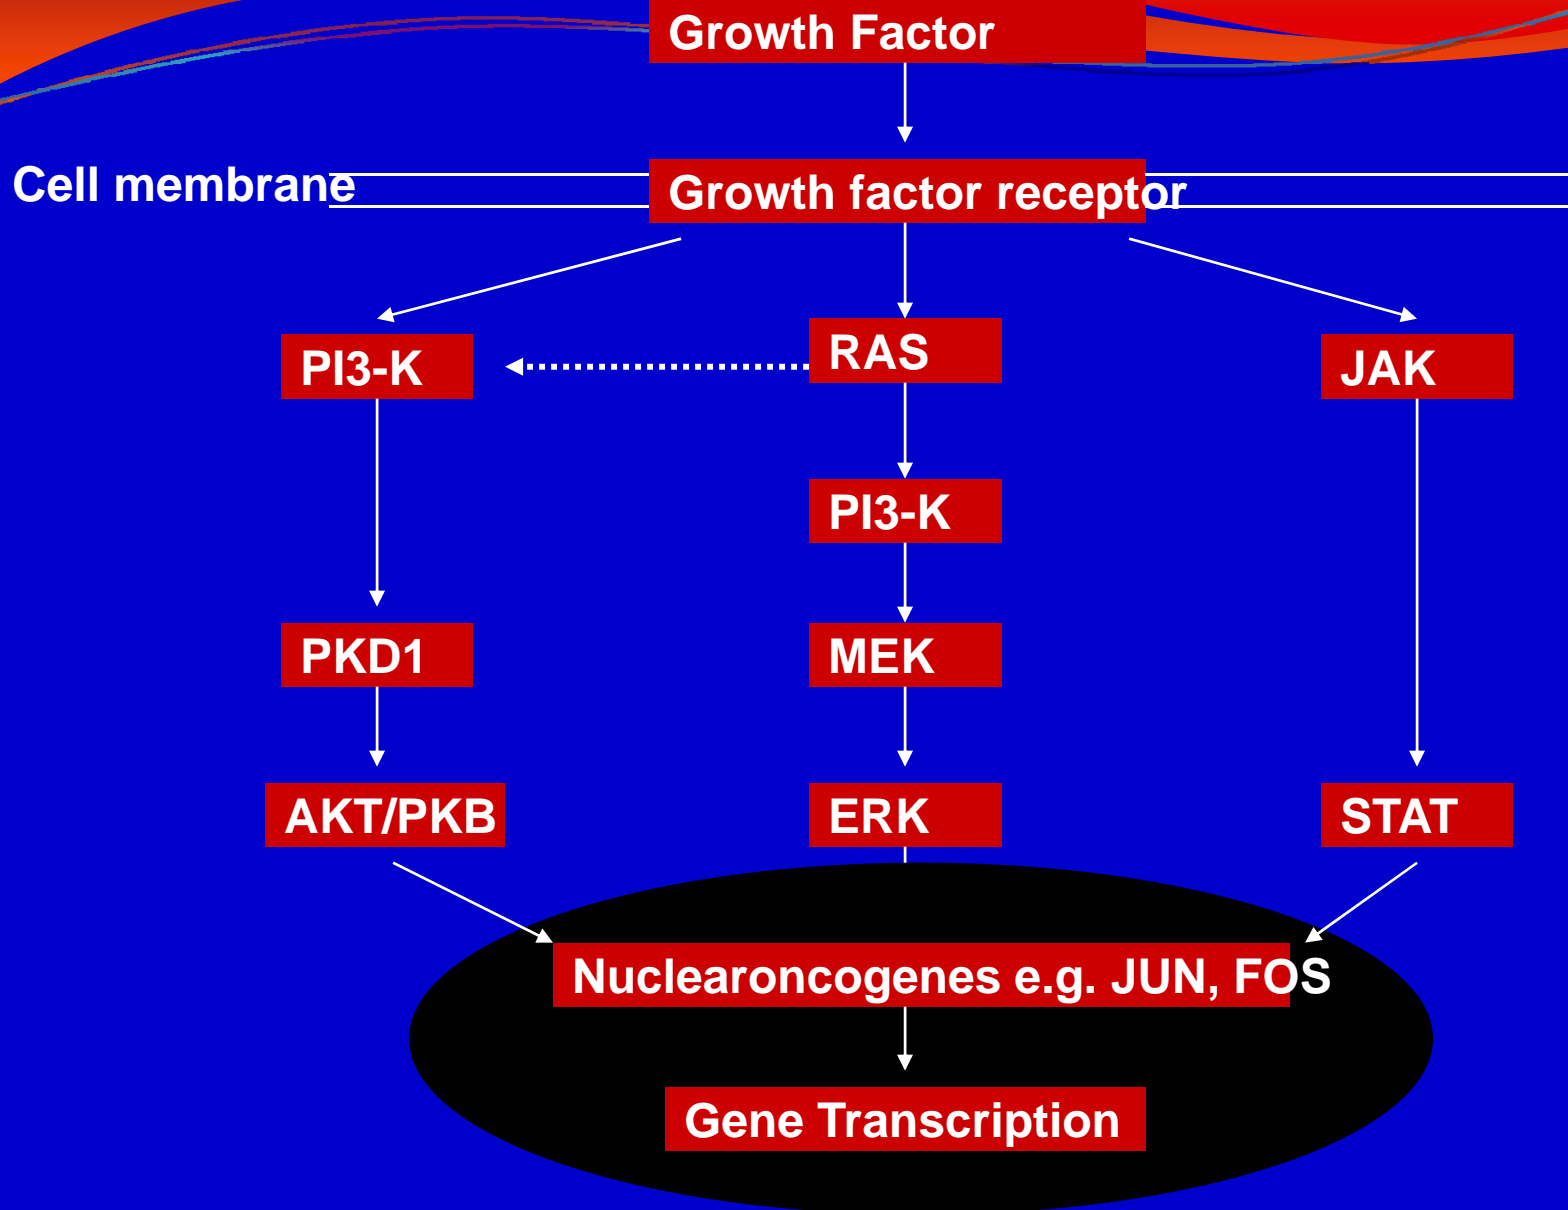 Growth Factor
Cell membrane
Growth factor receptor
PI3-K
RAS
JAK
PI3-K
PKD1
MEK
AKT/PKB
ERK
STAT
Nuclearoncogenes e.g. JUN, FOS
Gene Transcription